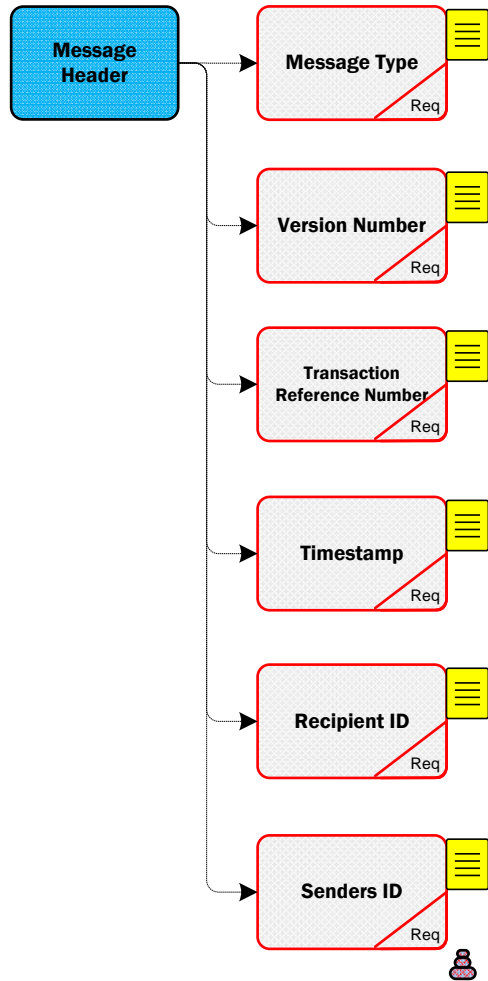 Message
Header
Message Type
Req
Version Number
Req
Transaction
Reference Number
Req
Timestamp
Req
Recipient ID
Req
Senders ID
Req